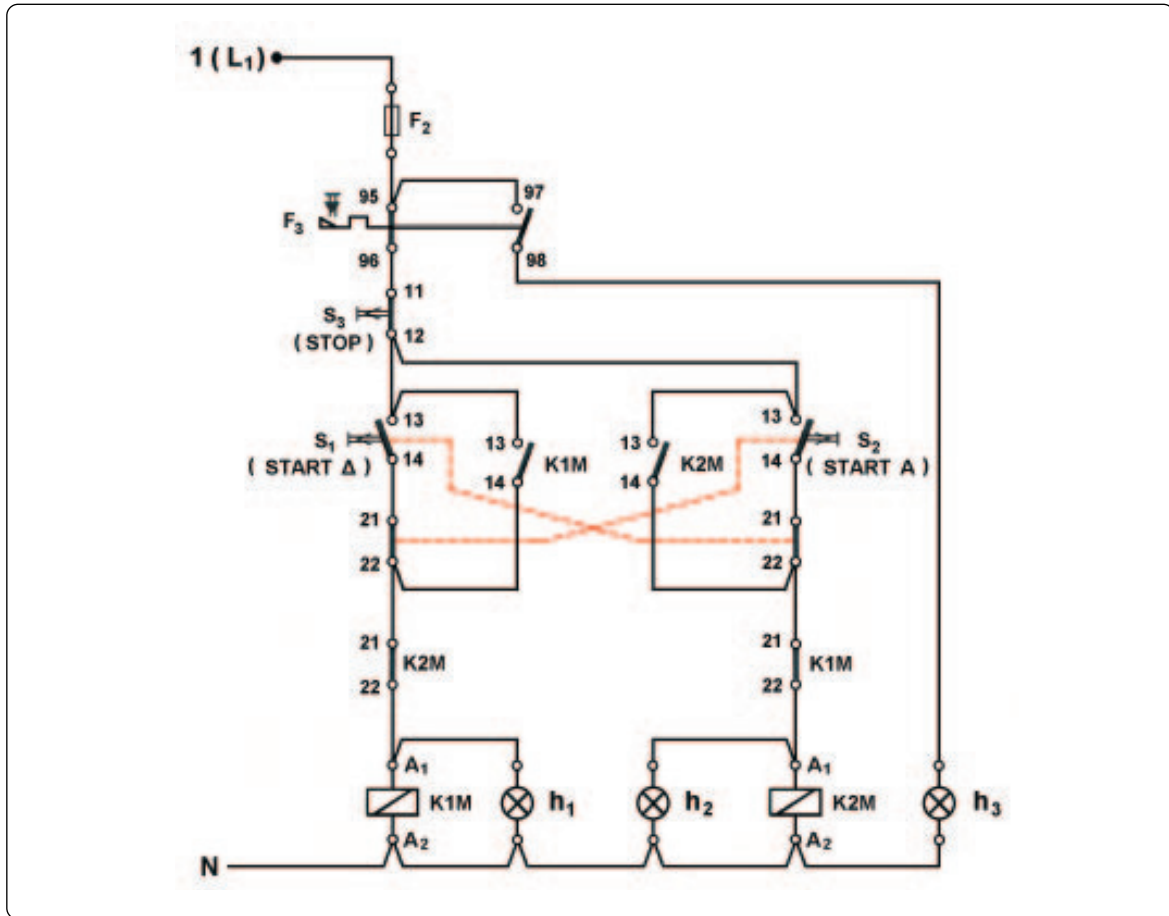 1 ( L₁ )
F₂
95 97
F₃
96 98
11
S₃
( STOP ) 12
13 13
S₁ 13 13 S₂
( START Δ ) 14 14 K1M 14 K2M 14 ( START A )
21 21
22 22
21 21
K2M K1M
22 22
A₁ A₁
K1M h₁ h₂ K2M h₃
A₂ A₂
N